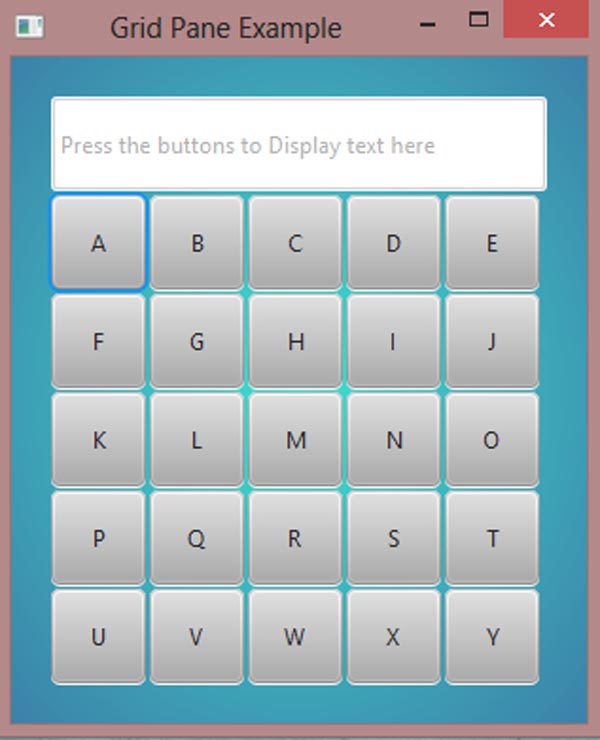 Grid Pane Example
Press the buttons to Display text here
A B C D E
F G H I J
K L M N O
P Q R S T
U V W X Y